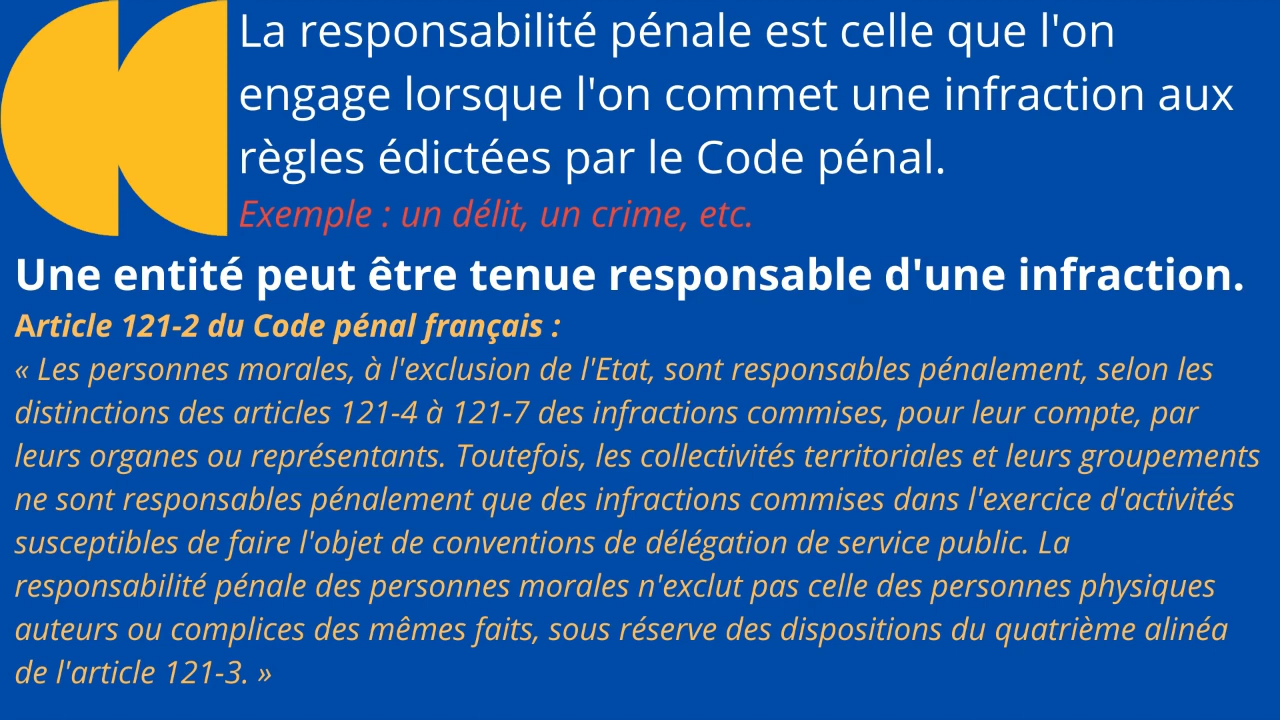 La responsabilité pénale est celle que l'on
engage lorsque l'on commet une infraction aux
règles édictées par le Code pénal.
Exemple : un délit, un crime, etc.
Une entité peut être tenue responsable d'une infraction.
Article 121-2 du Code pénal français :
« Les personnes morales, à l'exclusion de l'Etat, sont responsables pénalement, selon les
distinctions des articles 121-4 à 121-7 des infractions commises, pour leur compte, par
leurs organes ou représentants. Toutefois, les collectivités territoriales et leurs groupements
ne sont responsables pénalement que des infractions commises dans l'exercice d'activités
susceptibles de faire l'objet de conventions de délégation de service public. La
responsabilité pénale des personnes morales n'exclut pas celle des personnes physiques
auteurs ou complices des mêmes faits, sous réserve des dispositions du quatrième alinéa
de l'article 121-3. »